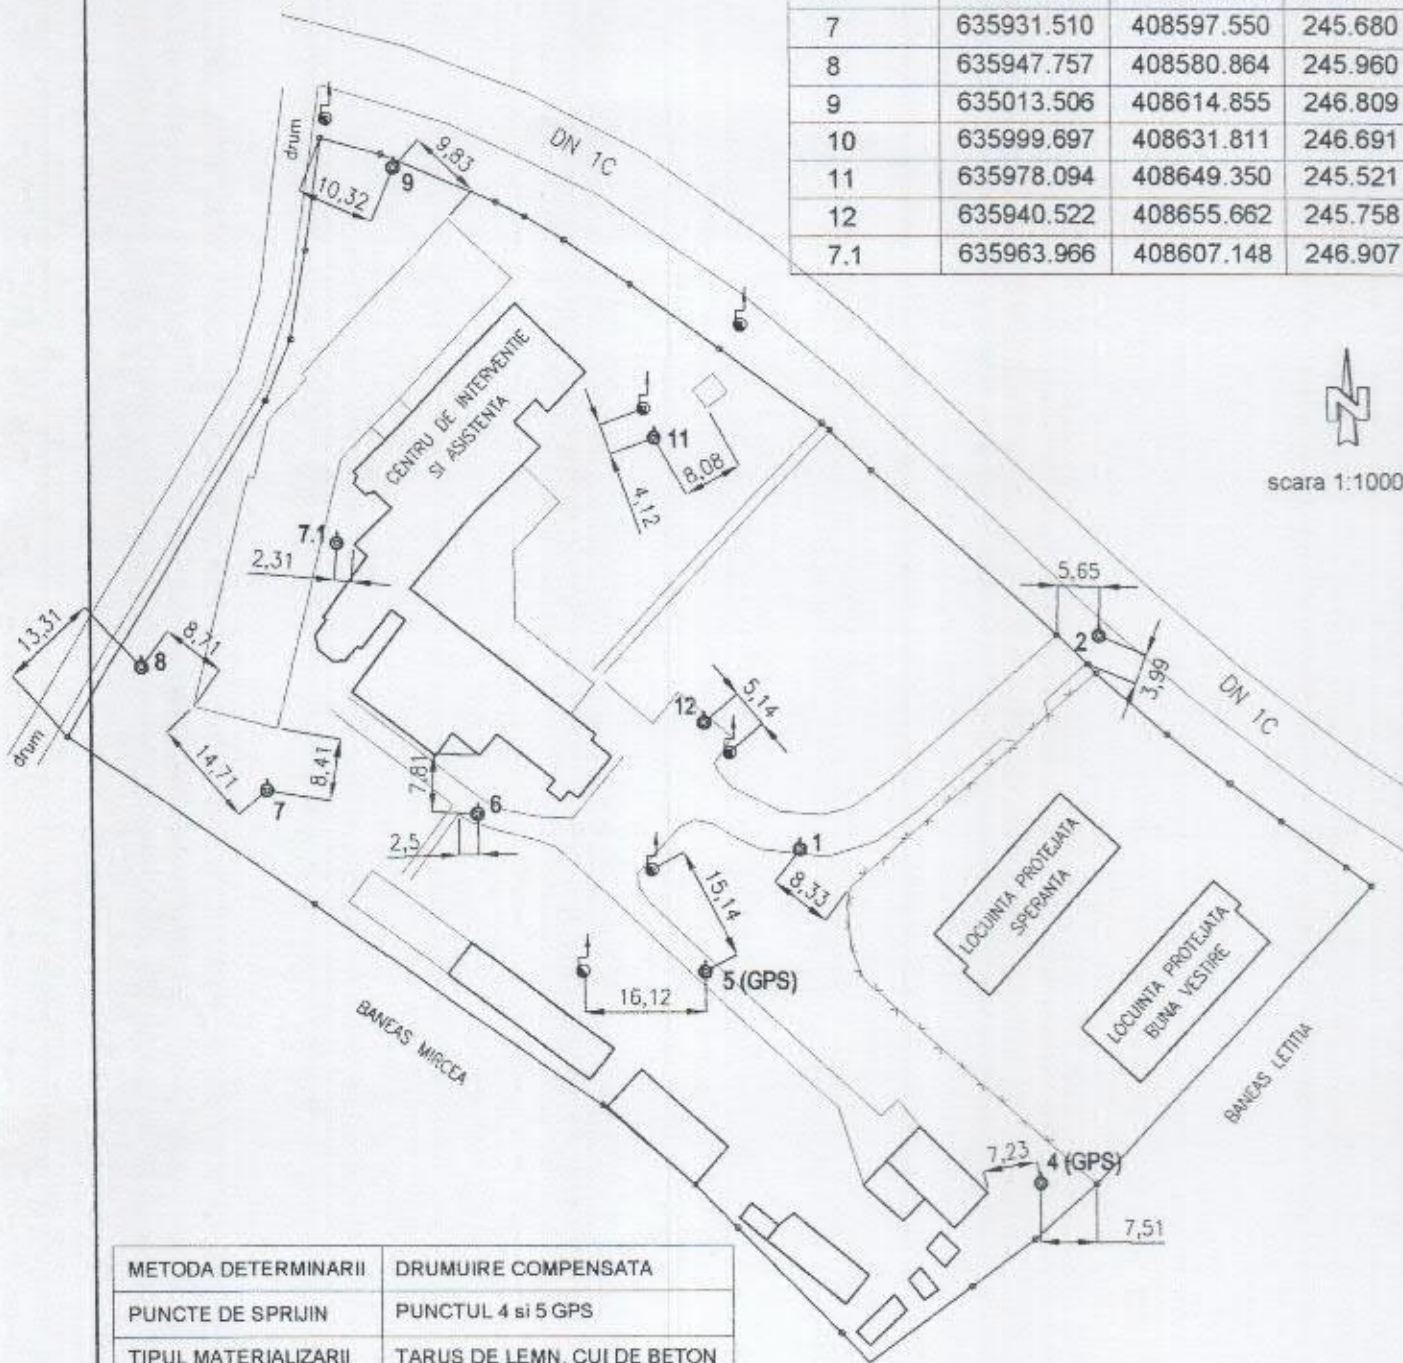 7 635931.510 408597.550 245.680
8 635947.757 408580.864 245.960
9 635013.506 408614.855 246.809
10 635999.697 408631.811 246.691
11 635978.094 408649.350 245.521
12 635940.522 408655.662 245.758
7.1 635963.966 408607.148 246.907
drum
DN 1C
9,83
9
10,32
CENTRU DE INTERVENTIE
SI ASISTENTA
11
8,08
4,12
scara 1:1000
7.1
2,31
5,65
2
3,99
13,31
8,71
8
DN 1C
drum
12
5,14
14,71
8,41
7
7,81
6
2,5
1
8,33
15,14
LOCUINTA PROTEJATA
SPERANTA
5 (GPS)
16,12
LOCUINTA PROTEJATA
BUNA VESTIRE
BANEAS MIRCEA
BANEAS LETITIA
7,23
4 (GPS)
7,51
METODA DETERMINARII DRUMUIRE COMPENSATA
PUNCTE DE SPRIJIN PUNCTUL 4 si 5 GPS
TIPUL MATERIALIZARII TARUS DE LEMN, CUI DE BETON